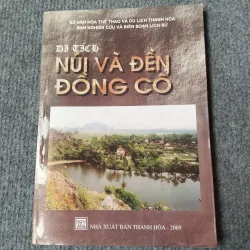 SỞ VĂN HÓA THỂ THAO VÀ DU LỊCH THANH HÓA
BAN NGHIÊN CỨU VÀ BIÊN SOẠN LỊCH SỬ
DI TÍCH
NÚI VÀ ĐỀN
ĐỒNG CỔ
NHÀ XUẤT BẢN THANH HÓA - 2009